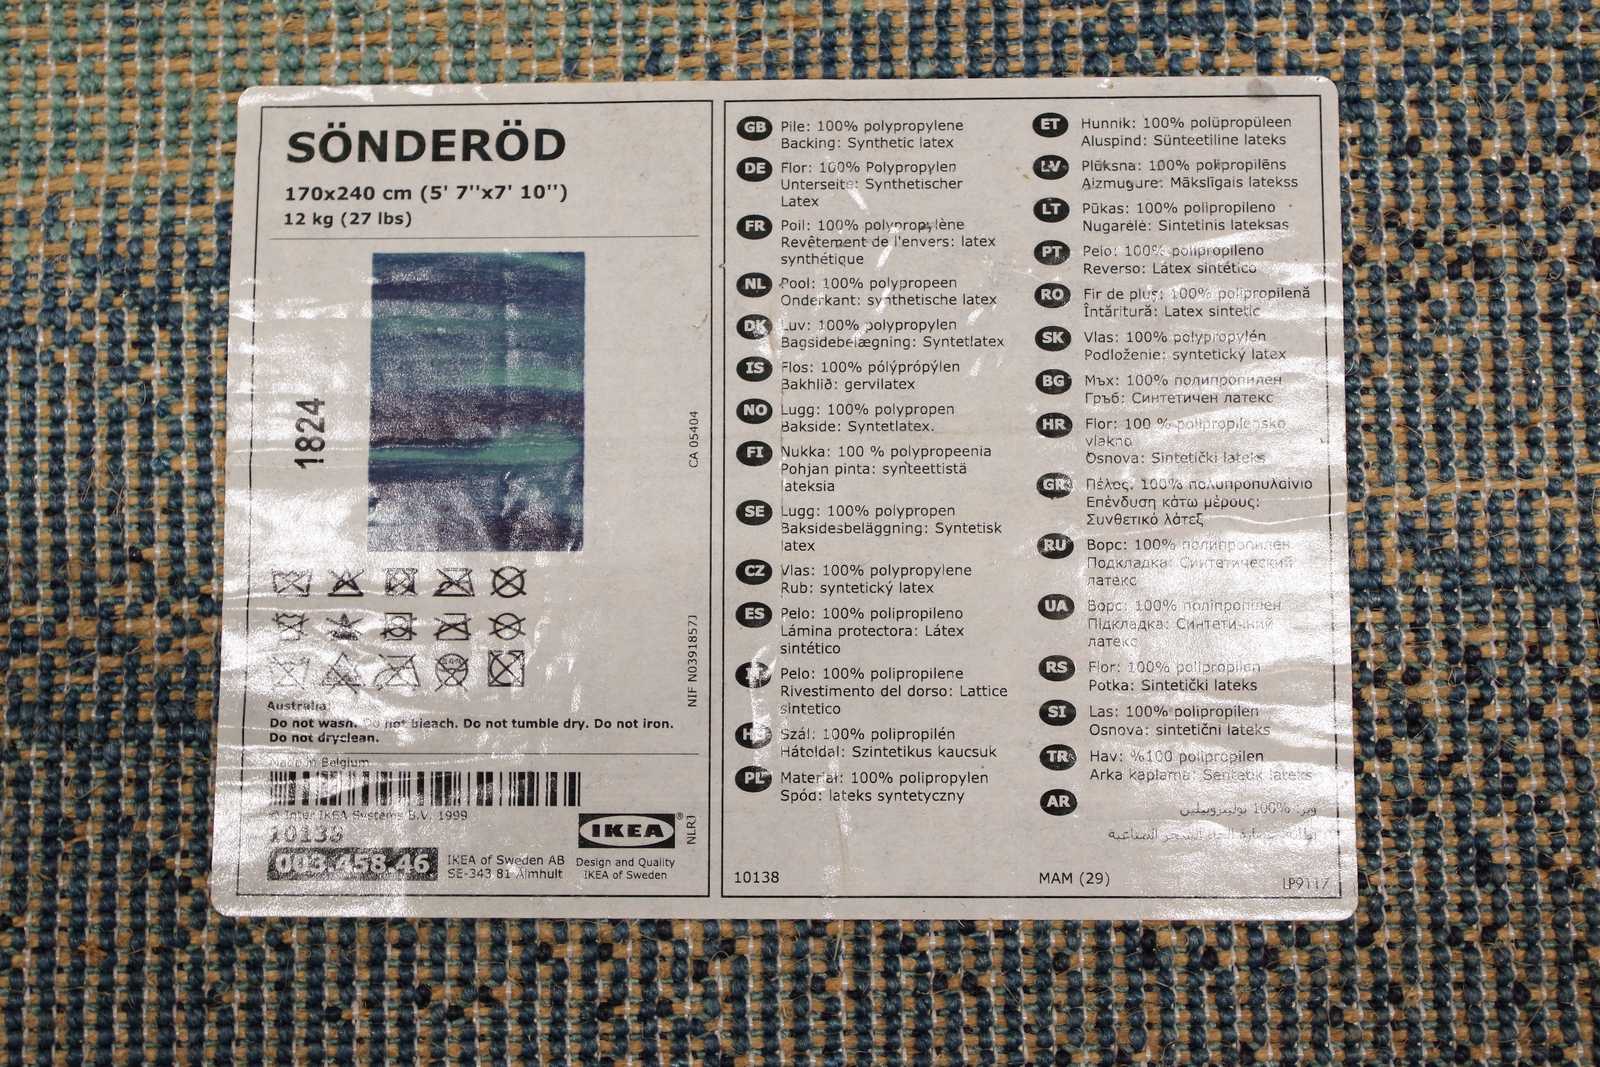 SÖNDERÖD
170x240 cm (5' 7''x7' 10'')
12 kg (27 lbs)
1824
CA 05404
NIF N0391857J
Australia:
Do not wash. Do not bleach. Do not tumble dry. Do not iron.
Do not dryclean.
Made in Belgium
© Inter IKEA Systems B.V. 1999
10138
003.458.46
IKEA of Sweden AB
SE-343 81 Älmhult
IKEA®
Design and Quality
IKEA of Sweden
NLRJ
GB Pile: 100% polypropylene
Backing: Synthetic latex
DE Flor: 100% Polypropylen
Unterseite: Synthetischer
Latex
FR Poil: 100% polypropylène
Revêtement de l'envers: latex
synthétique
NL Pool: 100% polypropeen
Onderkant: synthetische latex
DK Luv: 100% polypropylen
Bagsidebelægning: Syntetlatex
IS Flos: 100% pólýprópýlen
Bakhlið: gervilatex
NO Lugg: 100% polypropen
Bakside: Syntetlatex.
FI Nukka: 100 % polypropeenia
Pohjan pinta: synteettistä
lateksia
SE Lugg: 100% polypropen
Baksidesbeläggning: Syntetisk
latex
CZ Vlas: 100% polypropylene
Rub: syntetický latex
ES Pelo: 100% polipropileno
Lámina protectora: Látex
sintético
IT Pelo: 100% polipropilene
Rivestimento del dorso: Lattice
sintetico
HU Szál: 100% polipropilén
Hátoldal: Szintetikus kaucsuk
PL Materiał: 100% polipropylen
Spód: lateks syntetyczny
10138
ET Hunnik: 100% polüpropüleen
Aluspind: Sünteetiline lateks
LV Plūksna: 100% polipropilēns
Aizmugure: Mākslīgais latekss
LT Pūkas: 100% polipropileno
Nugarėlė: Sintetinis lateksas
PT Pelo: 100% polipropileno
Reverso: Látex sintético
RO Fir de pluş: 100% polipropilenă
Întăritură: Latex sintetic
SK Vlas: 100% polypropylén
Podloženie: syntetický latex
BG Мъх: 100% полипропилен
Гръб: Синтетичен латекс
HR Flor: 100 % polipropilensko
vlakno
Osnova: Sintetički lateks
GR Πέλος: 100% πολυπροπυλαίνιο
Επένδυση κάτω μέρους:
Συνθετικό λάτεξ
RU Ворс: 100% полипропилен
Подкладка: Синтетический
латекс
UA Ворс: 100% поліпропілен
Підкладка: Синтетичний
латекс
RS Flor: 100% polipropilen
Potka: Sintetički lateks
SI Las: 100% polipropilen
Osnova: sintetični lateks
TR Hav: %100 polipropilen
Arka kaplama: Sentetik lateks
AR وبر: %100 بوليبروبيلين
MAM (29)
LP9117